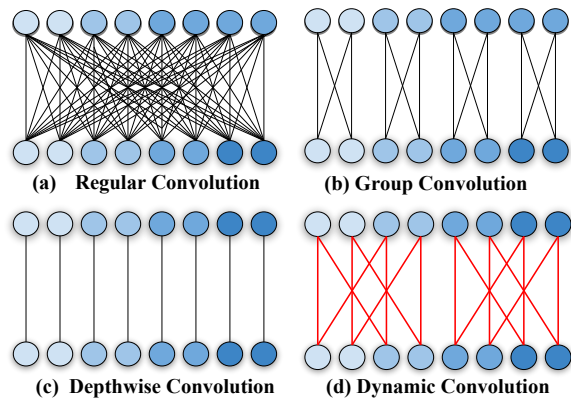 (a) Regular Convolution
(b) Group Convolution
(c) Depthwise Convolution
(d) Dynamic Convolution